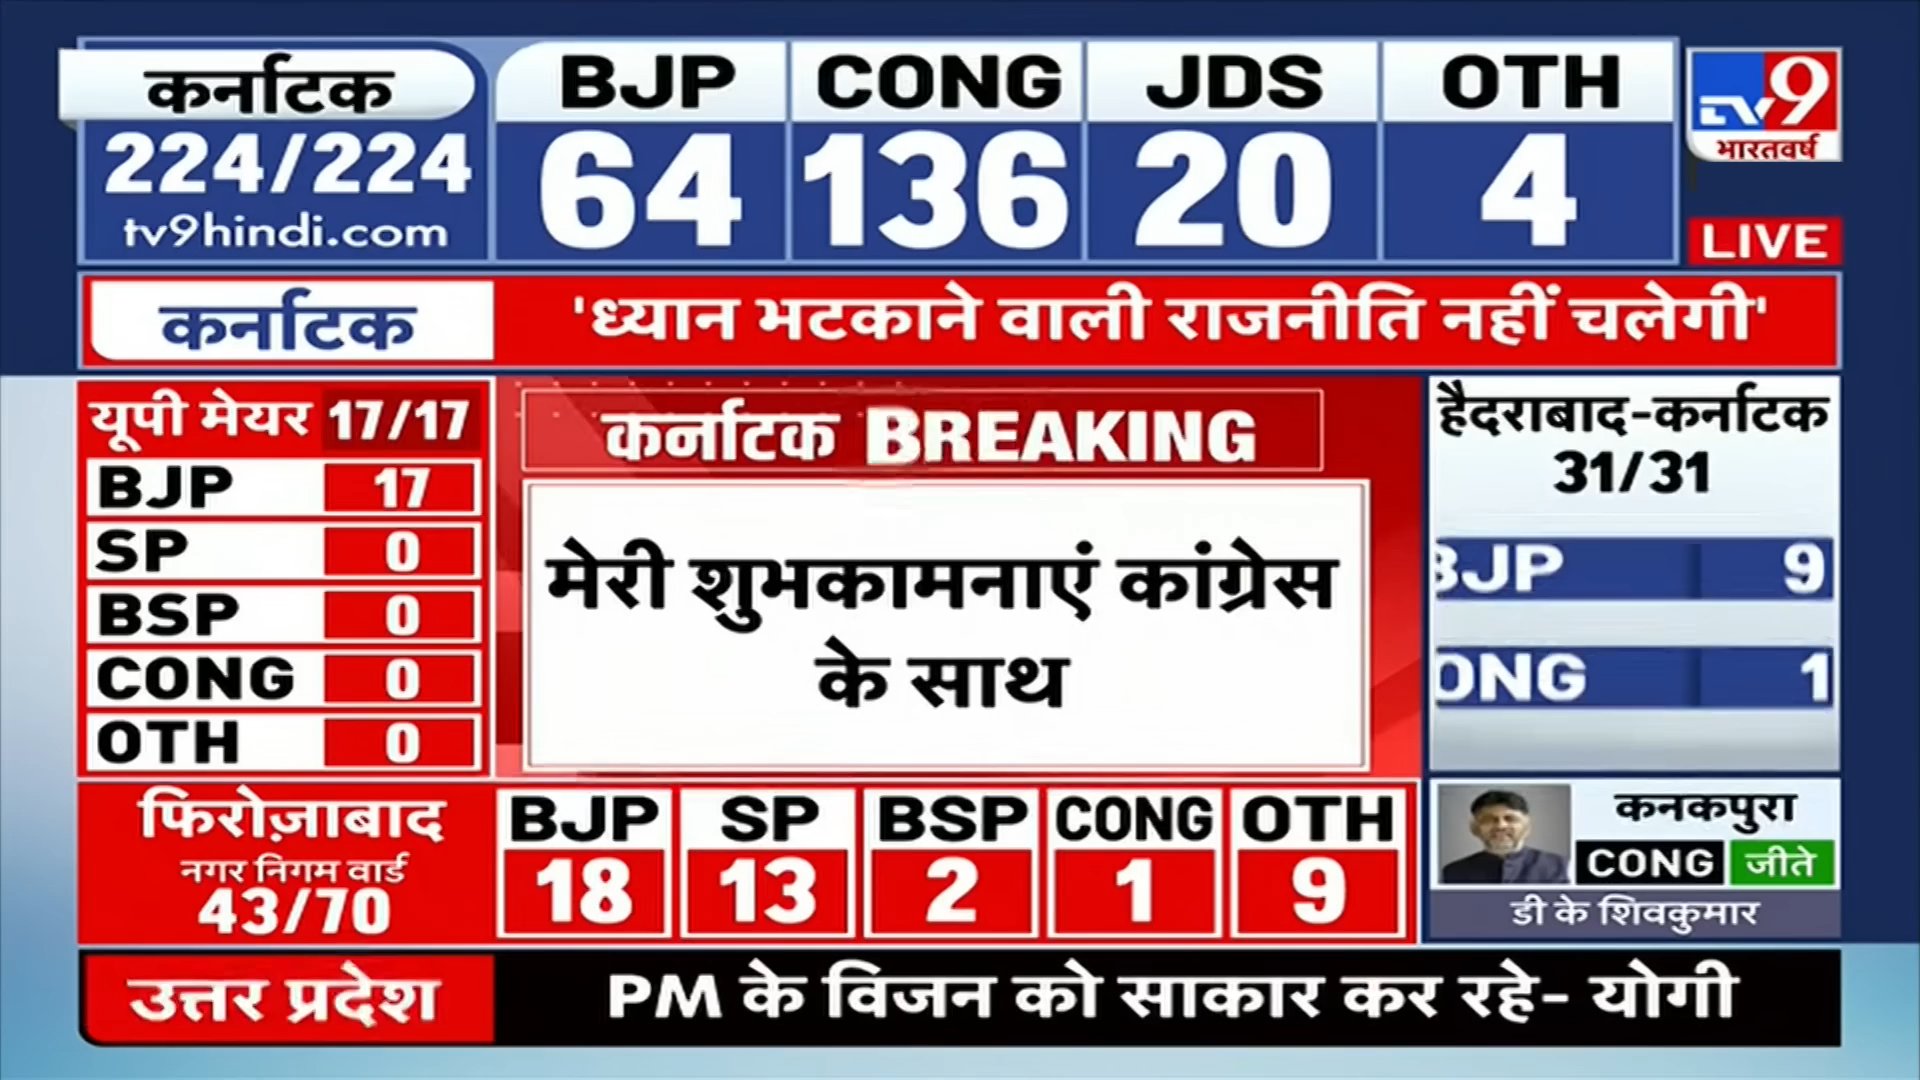 कर्नाटक
224/224
tv9hindi.com
BJP CONG JDS OTH
64 136 20 4
TV9
भारतवर्ष
LIVE
कर्नाटक
'ध्यान भटकाने वाली राजनीति नहीं चलेगी'
यूपी मेयर 17/17
BJP 17
SP 0
BSP 0
CONG 0
OTH 0
कर्नाटक BREAKING
मेरी शुभकामनाएं कांग्रेस
के साथ
हैदराबाद-कर्नाटक
31/31
BJP 9
ONG 1
फिरोज़ाबाद
नगर निगम वार्ड
43/70
BJP SP BSP CONG OTH
18 13 2 1 9
कनकपुरा
CONG जीते
डी के शिवकुमार
उत्तर प्रदेश
PM के विजन को साकार कर रहे- योगी